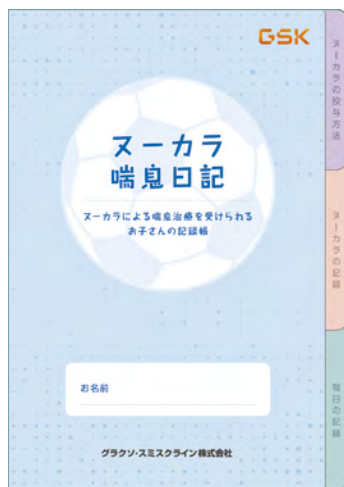 GSK
ヌーカラ
喘息日記
ヌーカラによる喘息治療を受けられる
お子さんの記録帳
お名前
グラクソ・スミスクライン株式会社
ヌーカラの投与方法
ヌーカラの記録
毎日の記録